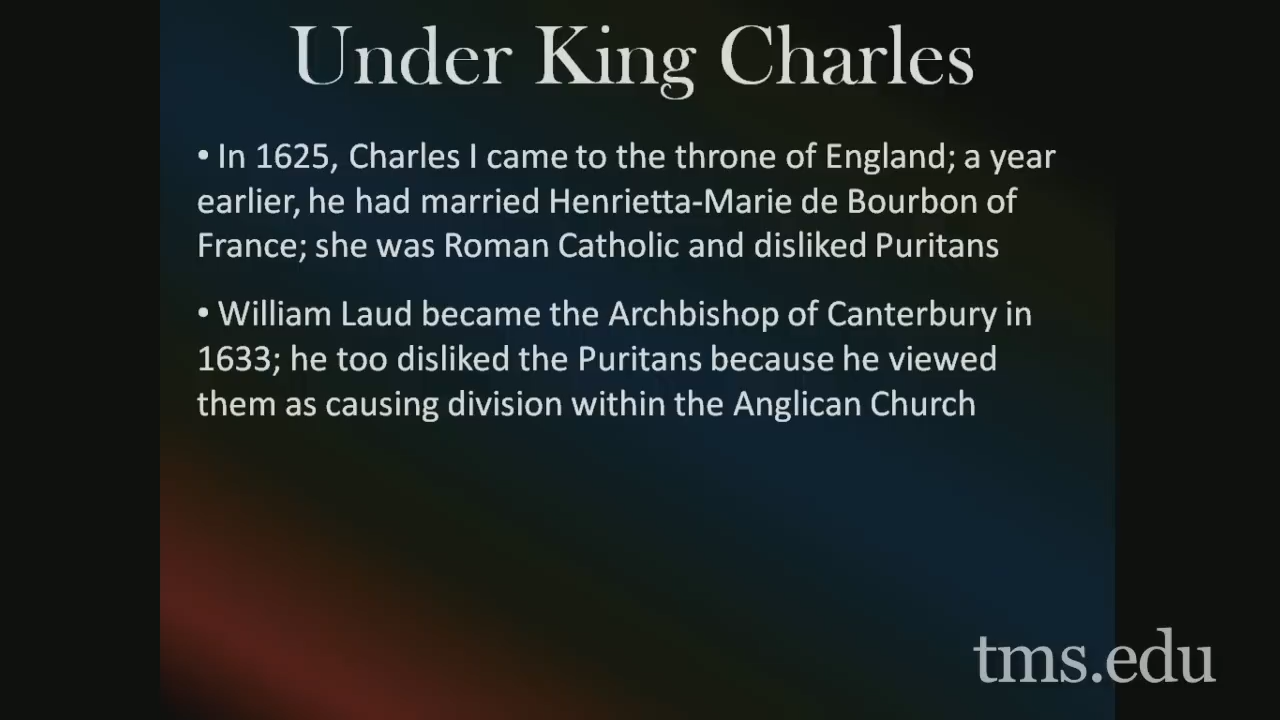 Under King Charles
• In 1625, Charles I came to the throne of England; a year
earlier, he had married Henrietta-Marie de Bourbon of
France; she was Roman Catholic and disliked Puritans
• William Laud became the Archbishop of Canterbury in
1633; he too disliked the Puritans because he viewed
them as causing division within the Anglican Church
tms.edu